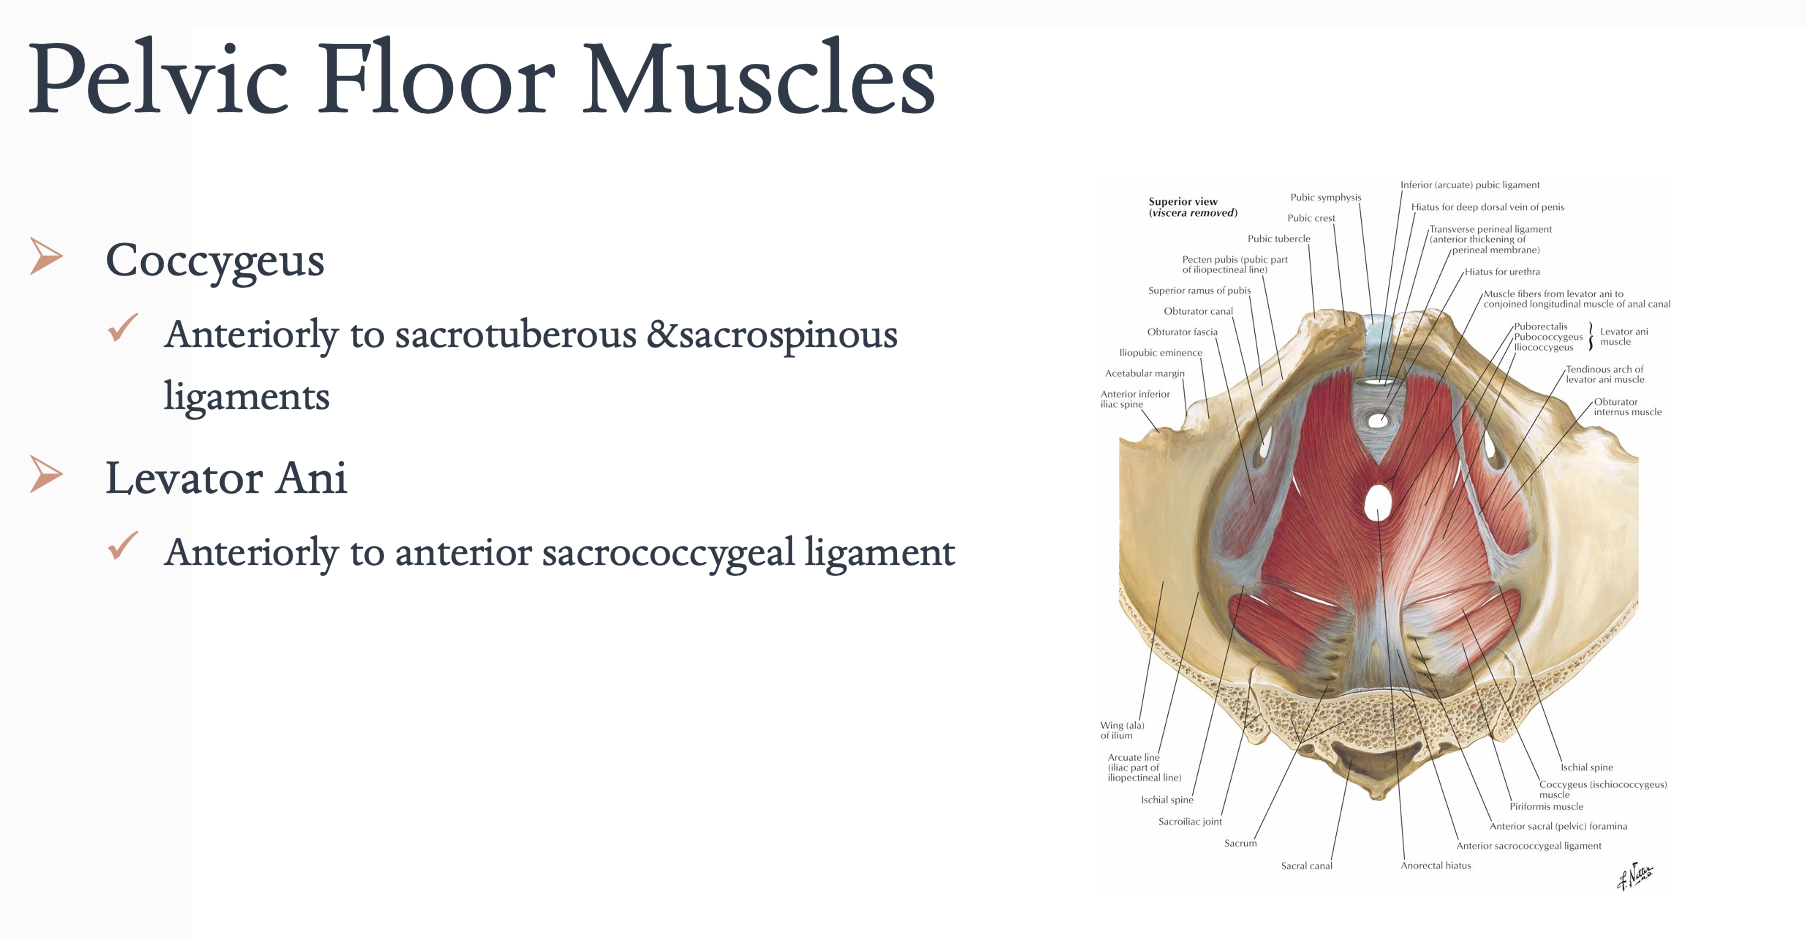 Pelvic Floor Muscles
Coccygeus
Anteriorly to sacrotuberous &sacrospinous
ligaments
Levator Ani
Anteriorly to anterior sacrococcygeal ligament
Superior view
(viscera removed)
Pubic symphysis
Pubic crest
Pubic tubercle
Pecten pubis (pubic part
of iliopectineal line)
Superior ramus of pubis
Obturator canal
Obturator fascia
Iliopubic eminence
Acetabular margin
Anterior inferior
iliac spine
Inferior (arcuate) pubic ligament
Hiatus for deep dorsal vein of penis
Transverse perineal ligament
(anterior thickening of
perineal membrane)
Hiatus for urethra
Muscle fibers from levator ani to
conjoined longitudinal muscle of anal canal
Puborectalis
Pubococcygeus
Iliococcygeus
Levator ani
muscle
Tendinous arch of
levator ani muscle
Obturator
internus muscle
Wing (ala)
of ilium
Arcuate line
(iliac part of
iliopectineal line)
Ischial spine
Sacroiliac joint
Sacrum
Sacral canal
Ischial spine
Coccygeus (ischiococcygeus)
muscle
Piriformis muscle
Anterior sacral (pelvic) foramina
Anterior sacrococcygeal ligament
Anorectal hiatus
F. Netter